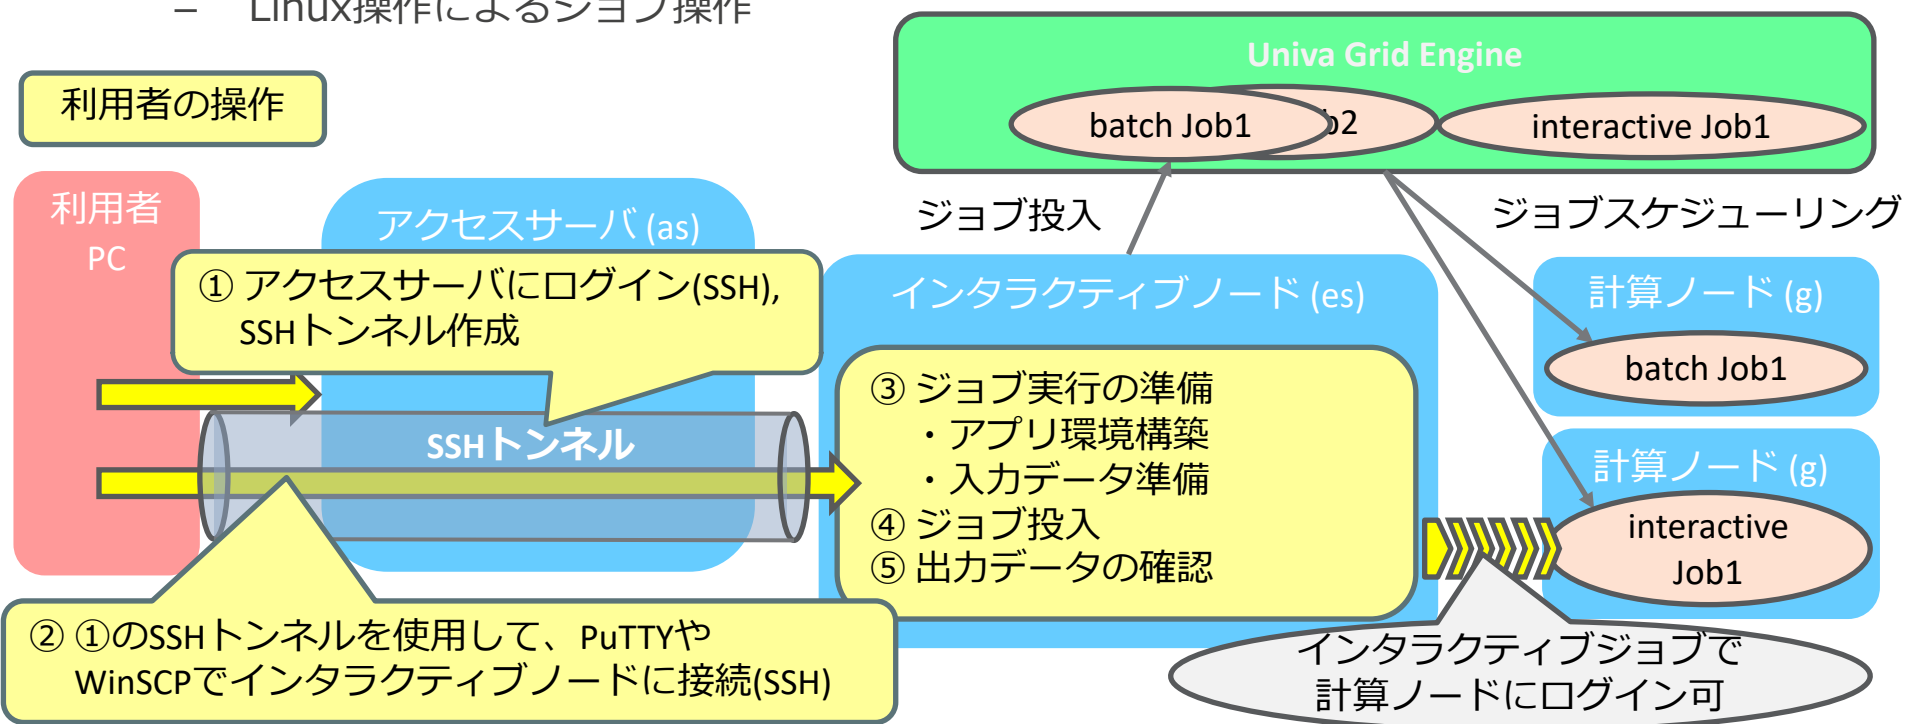 – Linux操作によるジョブ操作
利用者の操作
Univa Grid Engine
batch Job1
b2
interactive Job1
利用者
PC
アクセスサーバ (as)
ジョブ投入
ジョブスケジューリング
① アクセスサーバにログイン(SSH),
SSHトンネル作成
インタラクティブノード (es)
計算ノード (g)
batch Job1
SSHトンネル
③ ジョブ実行の準備
・アプリ環境構築
・入力データ準備
④ ジョブ投入
⑤ 出力データの確認
計算ノード (g)
interactive
Job1
② ①のSSHトンネルを使用して、PuTTYや
WinSCPでインタラクティブノードに接続(SSH)
インタラクティブジョブで
計算ノードにログイン可